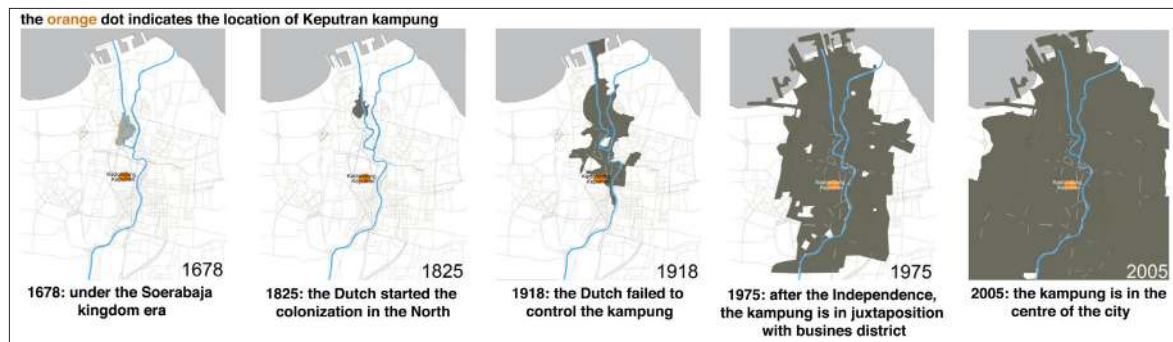 the orange dot indicates the location of Keputran kampung
1678
1678: under the Soerabaja
kingdom era
1825
1825: the Dutch started the
colonization in the North
1918
1918: the Dutch failed to
control the kampung
1975
1975: after the Independence,
the kampung is in juxtaposition
with busines district
2005
2005: the kampung is in the
centre of the city